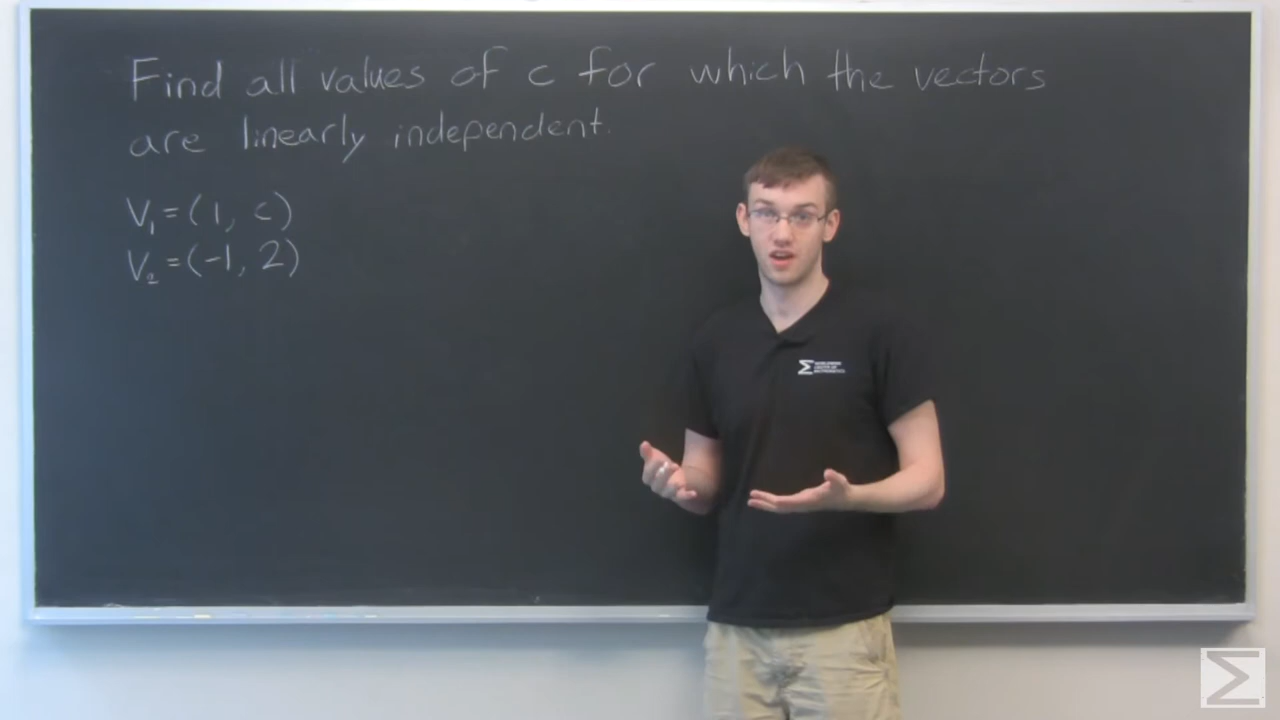 Find all values of c for which the vectors
are linearly independent.
V₁ = (1, c)
V₂ = (-1, 2)
Σ
Σ